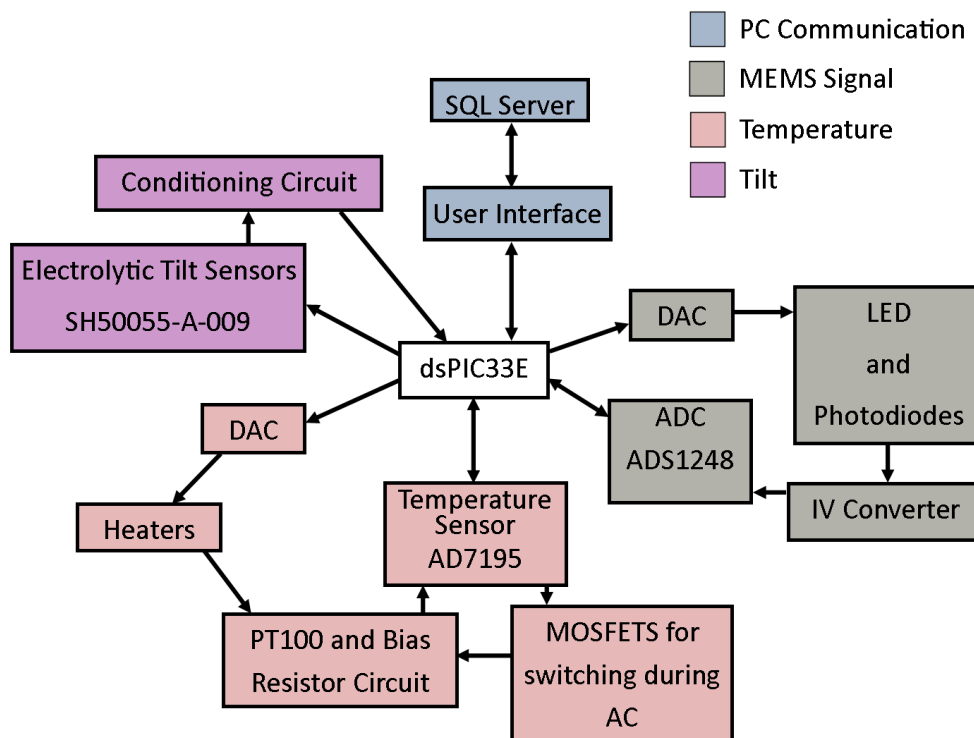 PC Communication
MEMS Signal
Temperature
Tilt
SQL Server
Conditioning Circuit
User Interface
Electrolytic Tilt Sensors
SH50055-A-009
DAC
LED
and
Photodiodes
dsPIC33E
DAC
ADC
ADS1248
Temperature
Sensor
AD7195
IV Converter
Heaters
PT100 and Bias
Resistor Circuit
MOSFETS for
switching during
AC